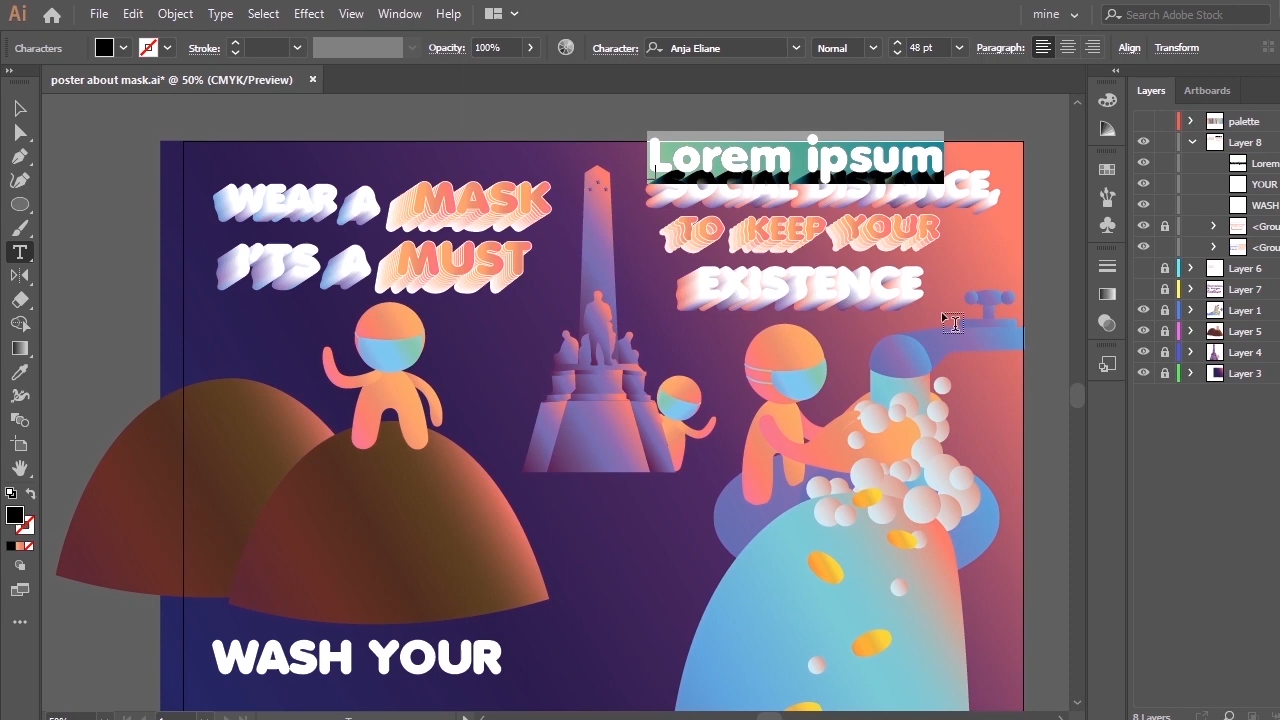 Ai File Edit Object Type Select Effect View Window Help mine Search Adobe Stock
Characters Stroke: Opacity: 100% Character: Anja Eliane Normal 48 pt Paragraph: Align Transform
poster about mask.ai* @ 50% (CMYK/Preview)
Layers Artboards
palette
Layer 8
Lorem
YOUR
WASH
<Grou
<Grou
Layer 6
Layer 7
Layer 1
Layer 5
Layer 4
Layer 3
8 Layers
WEAR A MASK
I'TS A MUST
Lorem ipsum
SOCIAL DISTANCE,
TO KEEP YOUR
EXISTENCE
WASH YOUR